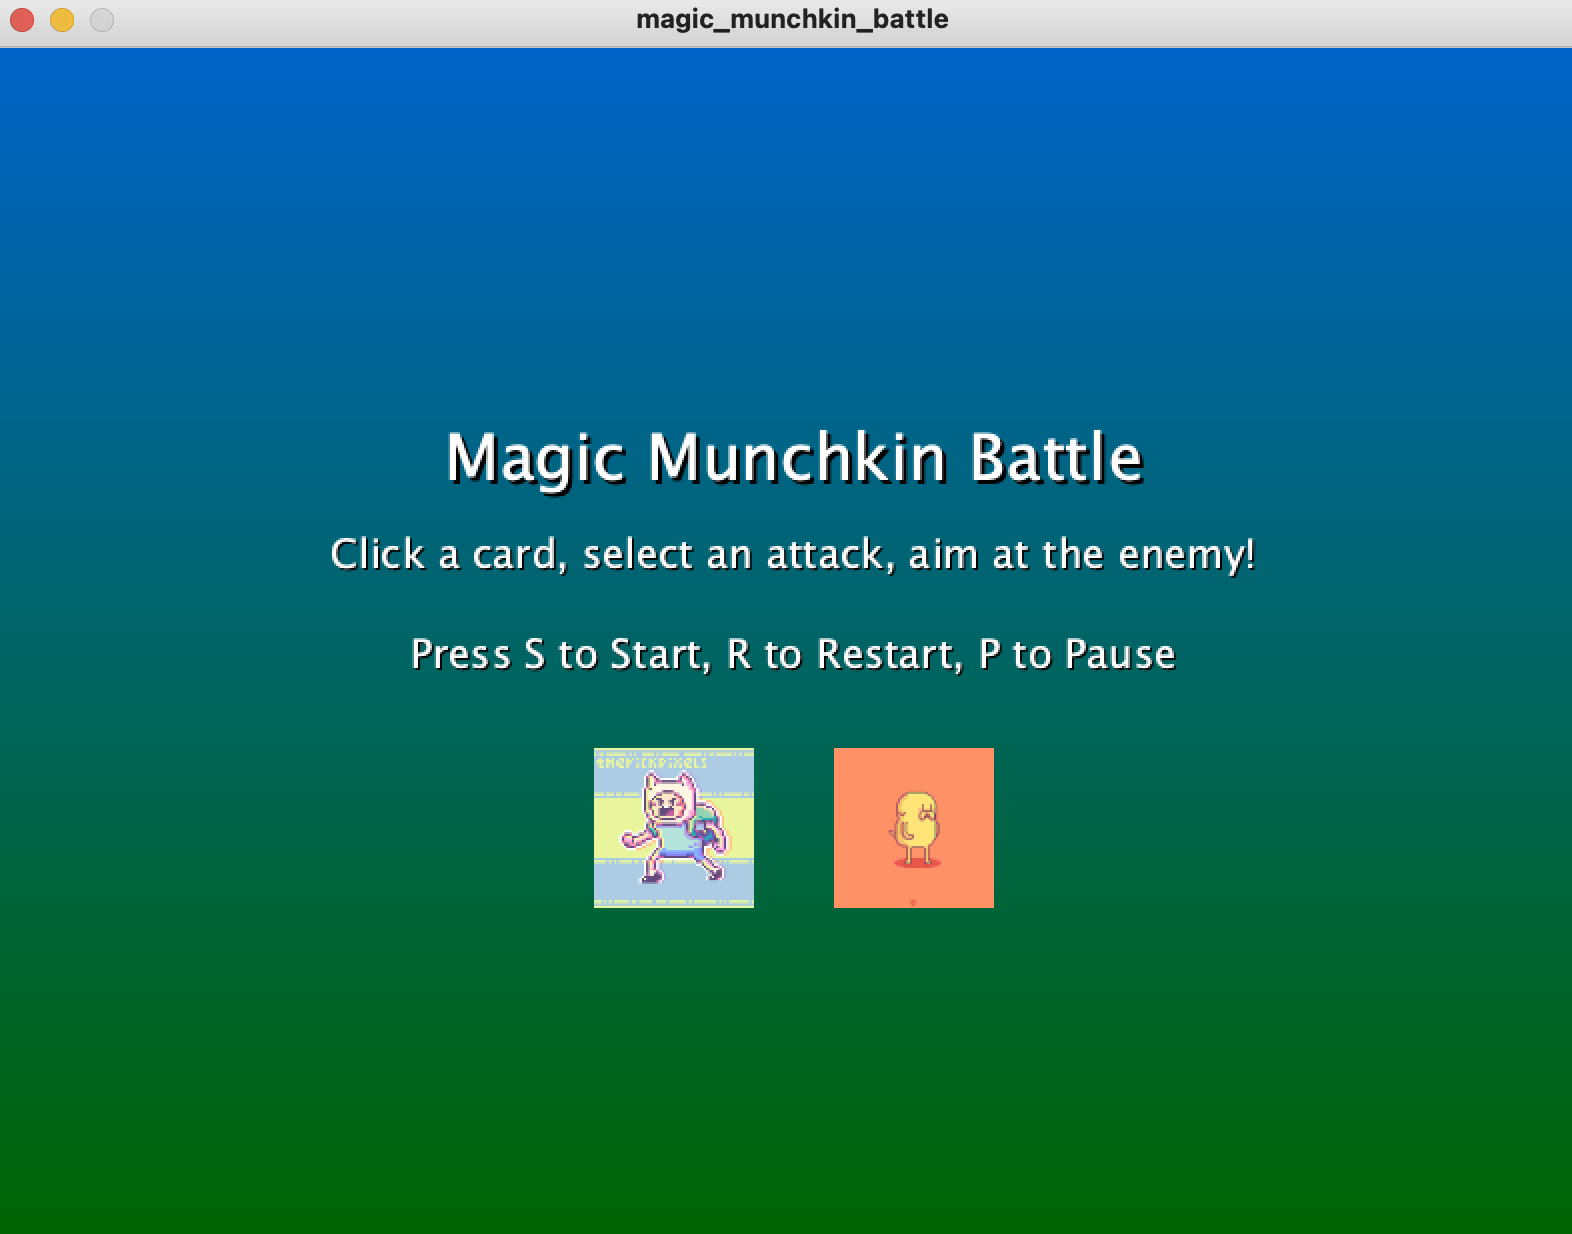 magic_munchkin_battle
Magic Munchkin Battle
Click a card, select an attack, aim at the enemy!
Press S to Start, R to Restart, P to Pause
therickpixels